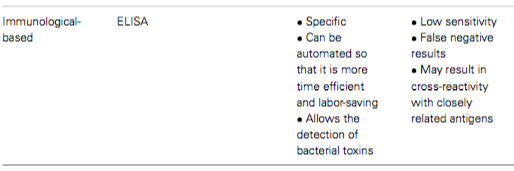 Immunological-
based
ELISA
• Specific
• Can be
automated so
that it is more
time efficient
and labor-saving
• Allows the
detection of
bacterial toxins
• Low sensitivity
• False negative
results
• May result in
cross-reactivity
with closely
related antigens